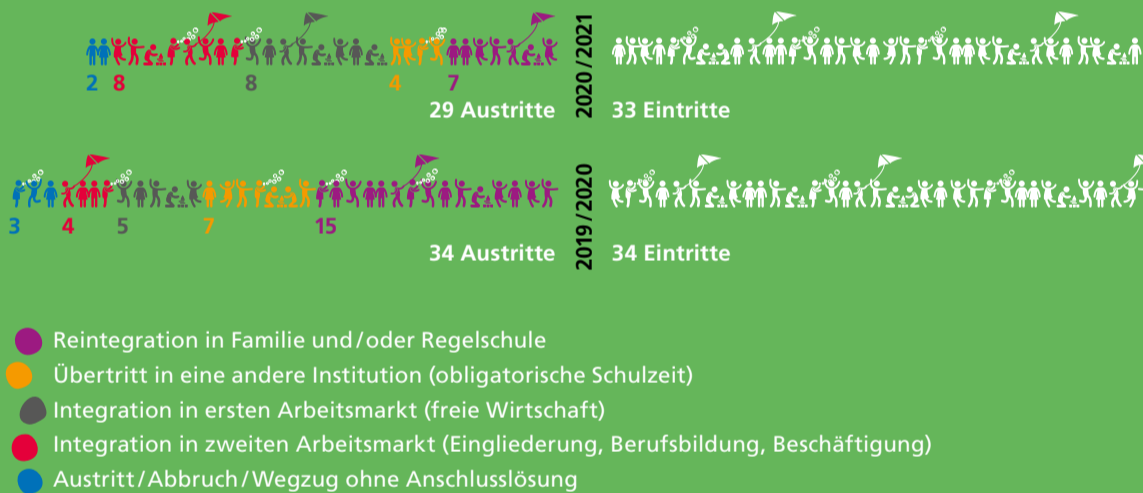 2 8 8 4 7
29 Austritte 2020/2021 33 Eintritte
3 4 5 7 15
34 Austritte 2019/2020 34 Eintritte
Reintegration in Familie und/oder Regelschule
Übertritt in eine andere Institution (obligatorische Schulzeit)
Integration in ersten Arbeitsmarkt (freie Wirtschaft)
Integration in zweiten Arbeitsmarkt (Eingliederung, Berufsbildung, Beschäftigung)
Austritt/Abbruch/Wegzug ohne Anschlusslösung